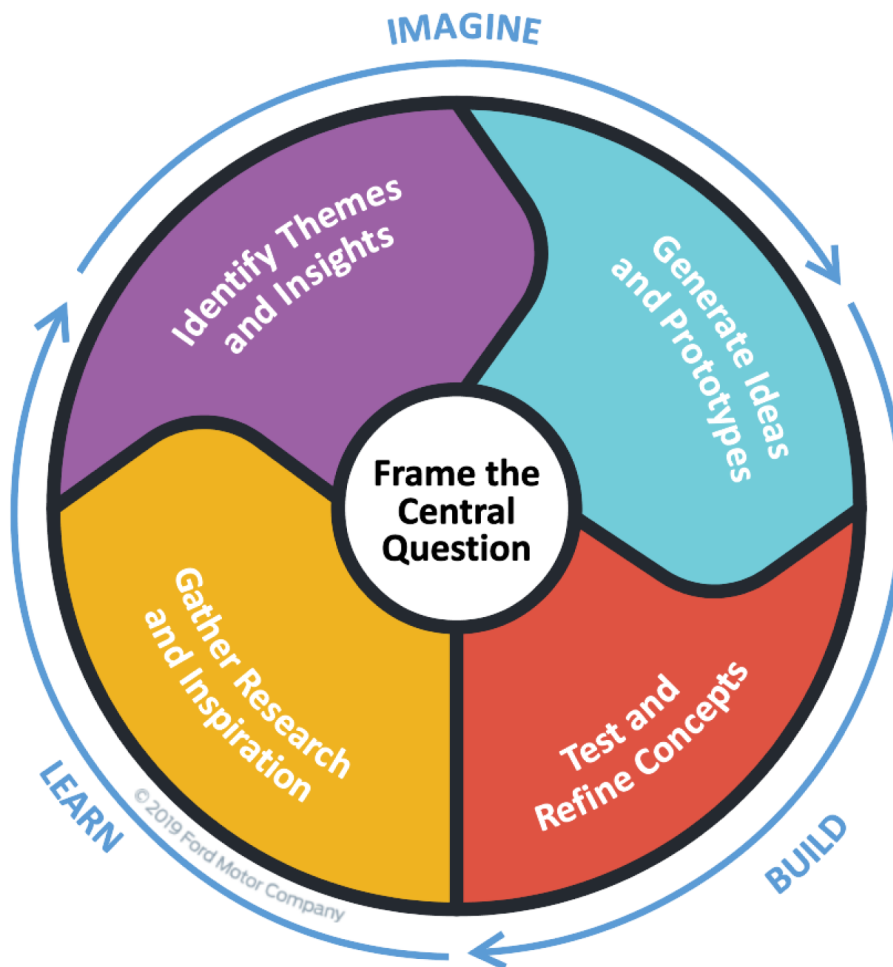 IMAGINE
Identify Themes
and Insights
Generate Ideas
and Prototypes
Frame the
Central
Question
Gather Research
and Inspiration
Test and
Refine Concepts
LEARN
BUILD
© 2019 Ford Motor Company